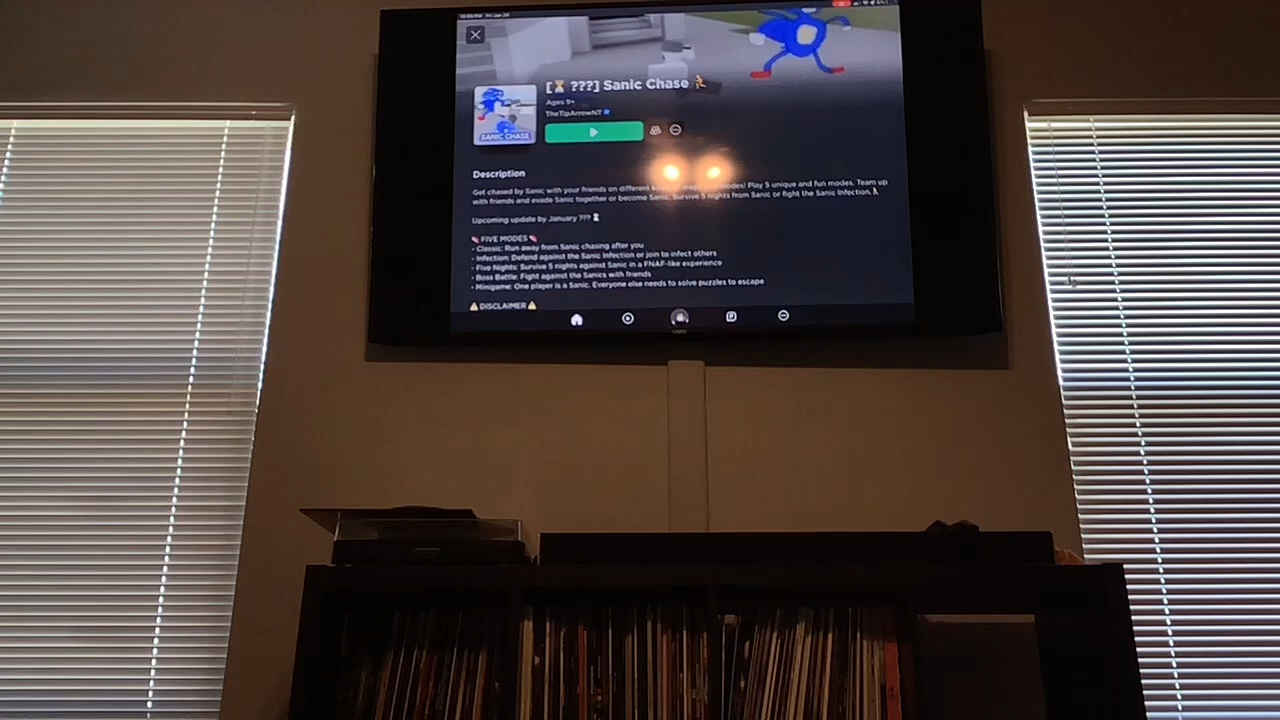 [⌛ ???] Sanic Chase 🏃
Ages 9+
TheTipArrowNT
SANIC CHASE
Description
Get chased by Sanic with your friends on different modes! Play 5 unique and fun modes. Team up
with friends and evade Sanic together or become Sanic. Survive 5 nights from Sanic or fight the Sanic Infection.
Upcoming update by January ??? ⌛
FIVE MODES
- Classic: Run away from Sanic chasing after you
- Infection: Defend against the Sanic Infection or join to infect others
- Five Nights: Survive 5 nights against Sanic in a FNAF-like experience
- Boss Battle: Fight against the Sanics with friends
- Minigame: One player is a Sanic. Everyone else needs to solve puzzles to escape
⚠️ DISCLAIMER ⚠️
VIZIO